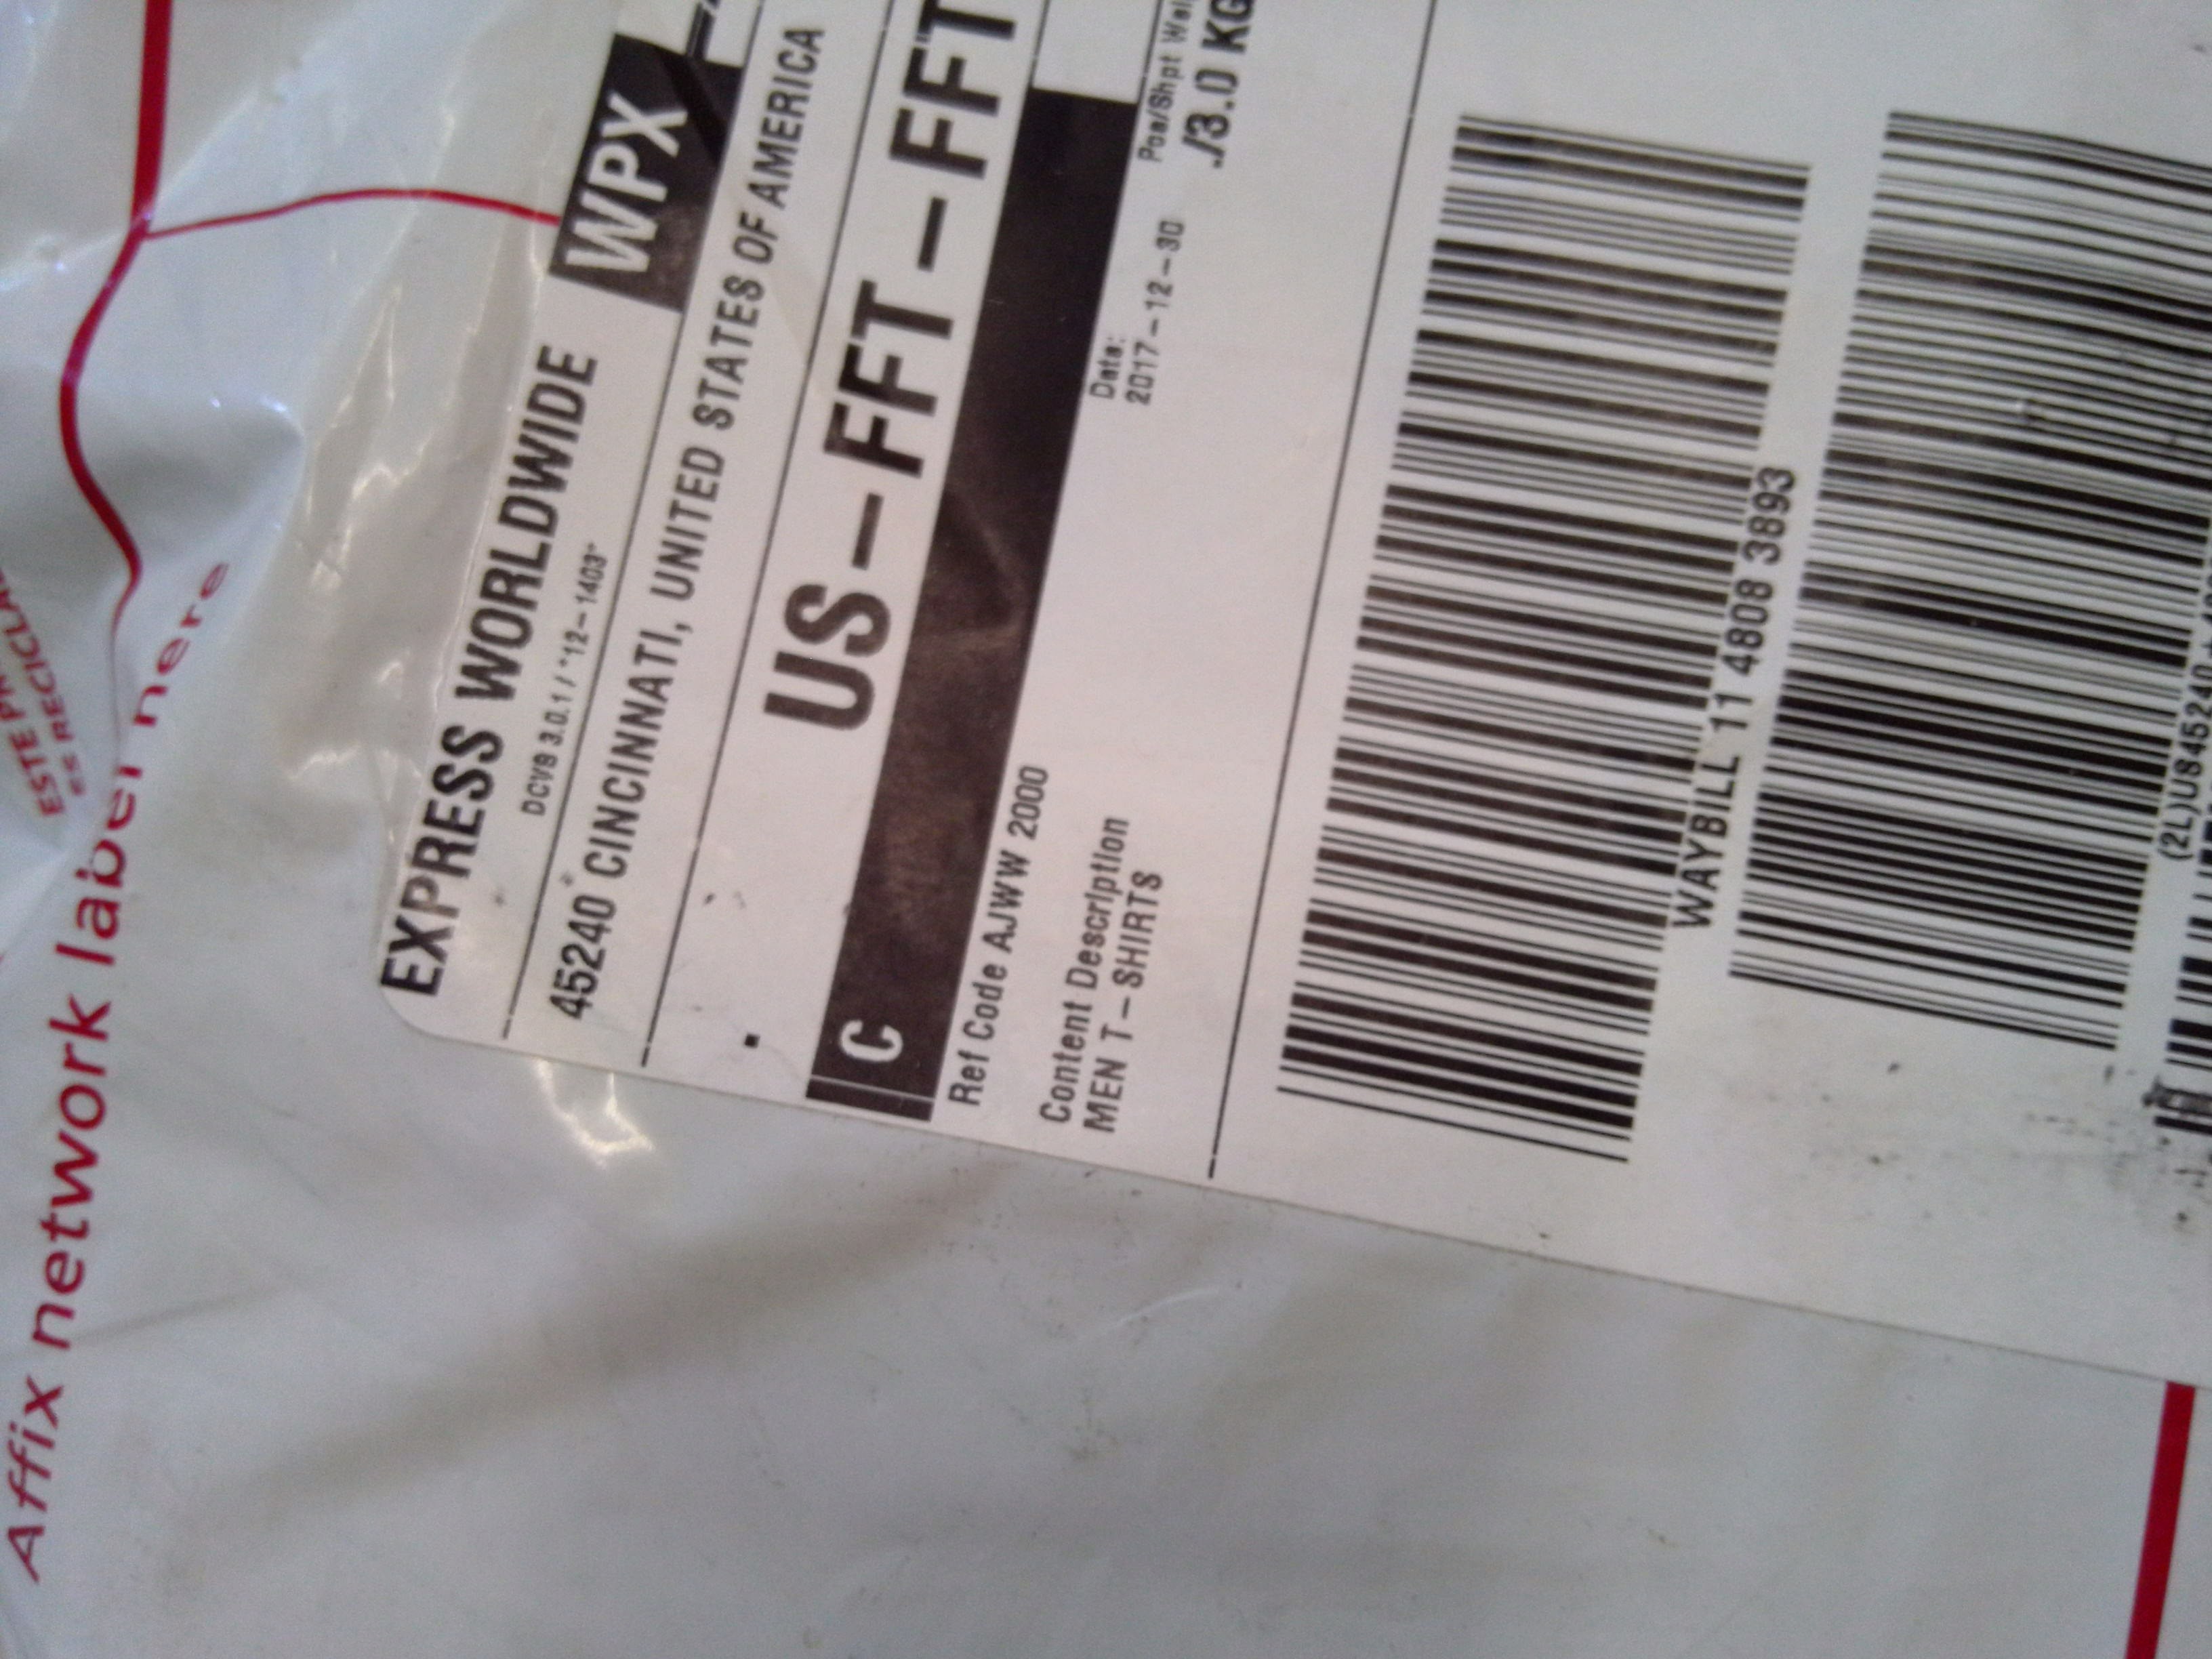 ESTE
ES RECICLA
Affix network label here
EXPRESS WORLDWIDE
WPX
45240 CINCINNATI, UNITED STATES OF AMERICA
US-FFT-FFT
C
Ref Code AJWW 2000
Date:
2017-12-30
Pce/Shpt
./3.0 KG
Content Description
MEN T-SHIRTS
WAYBILL 11 4808 3893